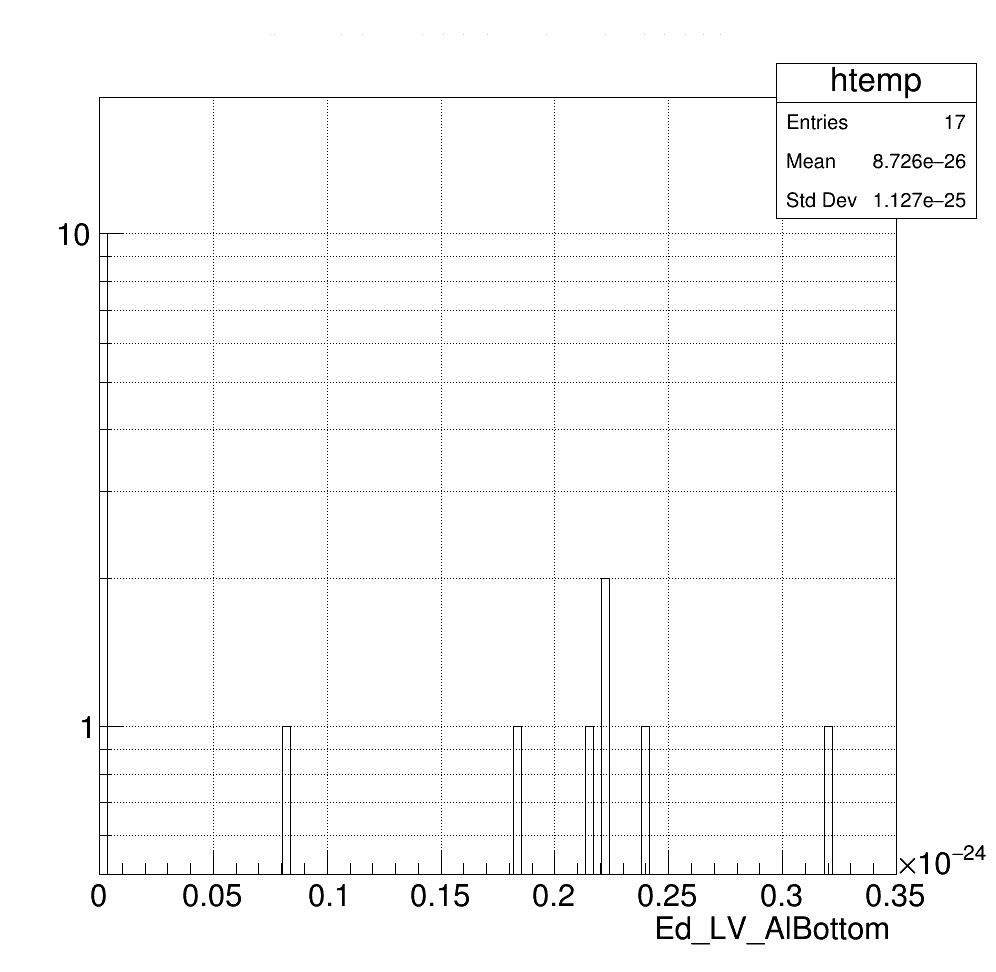 htemp
Entries 17
Mean 8.726e−26
Std Dev 1.127e−25
10
1
0 0.05 0.1 0.15 0.2 0.25 0.3 0.35
×10−24
Ed_LV_AlBottom